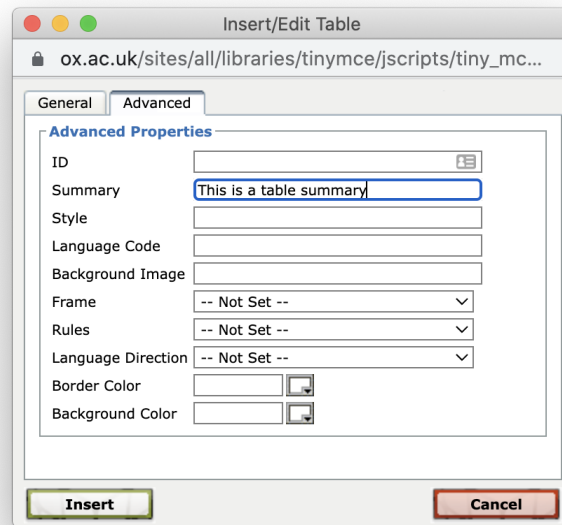 Insert/Edit Table
ox.ac.uk/sites/all/libraries/tinymce/jscripts/tiny_mc...
General Advanced
Advanced Properties
ID
Summary This is a table summary
Style
Language Code
Background Image
Frame -- Not Set --
Rules -- Not Set --
Language Direction -- Not Set --
Border Color
Background Color
Insert Cancel